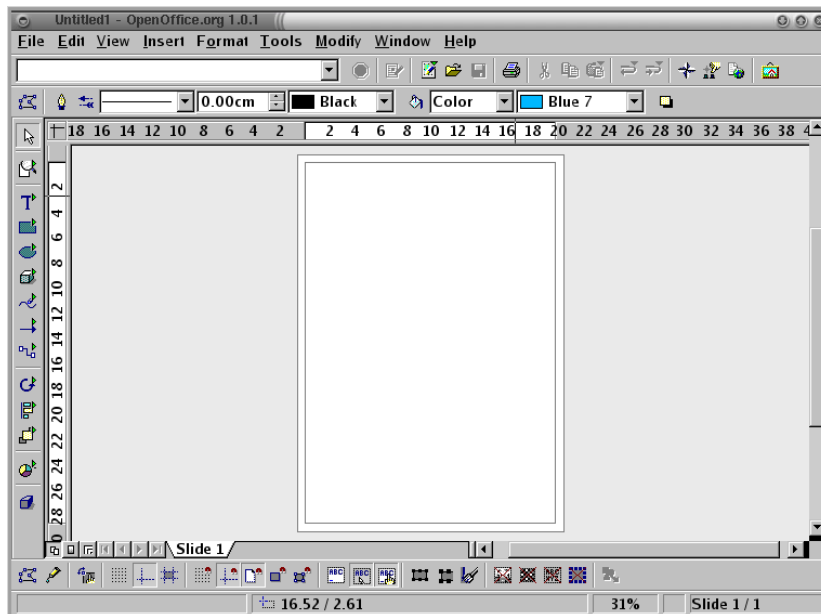 Untitled1 - OpenOffice.org 1.0.1
File Edit View Insert Format Tools Modify Window Help
0.00cm Black Color Blue 7
18 16 14 12 10 8 6 4 2 2 4 6 8 10 12 14 16 18 20 22 24 26 28 30 32 34 36 38
2
4
6
8
10
12
14
16
18
20
22
24
26
28
T
Slide 1
ABC ABC ABC
16.52 / 2.61 31% Slide 1 / 1